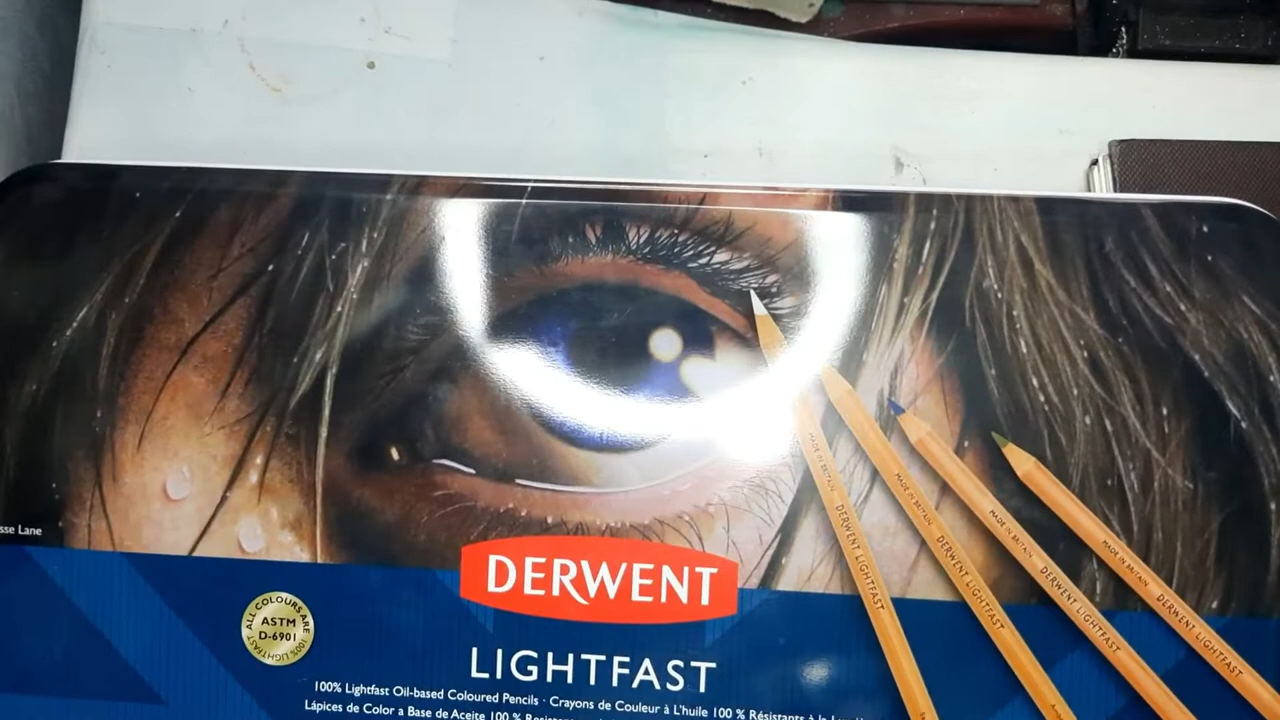 sse Lane
DERWENT
ALL COLOURS ARE 100% LIGHTFAST
ASTM
D-6901
LIGHTFAST
100% Lightfast Oil-based Coloured Pencils · Crayons de Couleur à L'huile 100 % Résistants à la
Lápices de Color a Base de Aceite 100 %
MADE IN BRITAIN DERWENT LIGHTFAST
MADE IN BRITAIN DERWENT LIGHTFAST
MADE IN BRITAIN DERWENT LIGHTFAST
MADE IN BRITAIN DERWENT LIGHTFAST